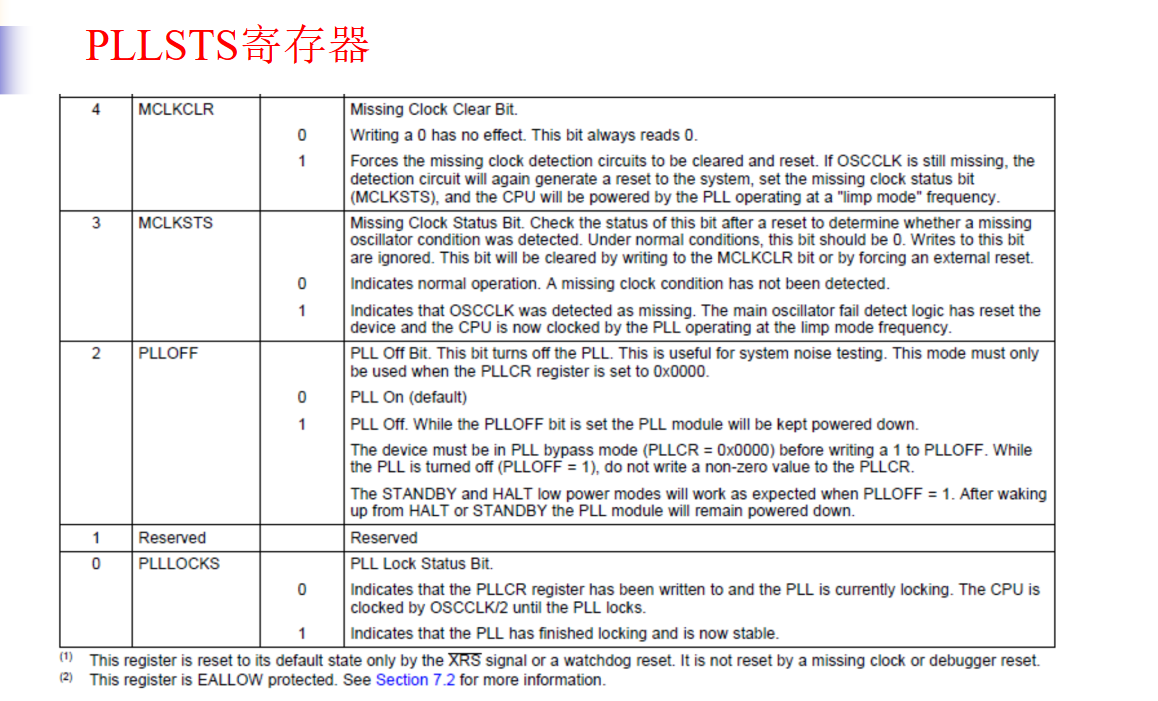 PLLSTS寄存器
4 MCLKCLR Missing Clock Clear Bit.
0 Writing a 0 has no effect. This bit always reads 0.
1 Forces the missing clock detection circuits to be cleared and reset. If OSCCLK is still missing, the
detection circuit will again generate a reset to the system, set the missing clock status bit
(MCLKSTS), and the CPU will be powered by the PLL operating at a "limp mode" frequency.
3 MCLKSTS Missing Clock Status Bit. Check the status of this bit after a reset to determine whether a missing
oscillator condition was detected. Under normal conditions, this bit should be 0. Writes to this bit
are ignored. This bit will be cleared by writing to the MCLKCLR bit or by forcing an external reset.
0 Indicates normal operation. A missing clock condition has not been detected.
1 Indicates that OSCCLK was detected as missing. The main oscillator fail detect logic has reset the
device and the CPU is now clocked by the PLL operating at the limp mode frequency.
2 PLLOFF PLL Off Bit. This bit turns off the PLL. This is useful for system noise testing. This mode must only
be used when the PLLCR register is set to 0x0000.
0 PLL On (default)
1 PLL Off. While the PLLOFF bit is set the PLL module will be kept powered down.
The device must be in PLL bypass mode (PLLCR = 0x0000) before writing a 1 to PLLOFF. While
the PLL is turned off (PLLOFF = 1), do not write a non-zero value to the PLLCR.
The STANDBY and HALT low power modes will work as expected when PLLOFF = 1. After waking
up from HALT or STANDBY the PLL module will remain powered down.
1 Reserved Reserved
0 PLLLOCKS PLL Lock Status Bit.
0 Indicates that the PLLCR register has been written to and the PLL is currently locking. The CPU is
clocked by OSCCLK/2 until the PLL locks.
1 Indicates that the PLL has finished locking and is now stable.
(1) This register is reset to its default state only by the XRS signal or a watchdog reset. It is not reset by a missing clock or debugger reset.
(2) This register is EALLOW protected. See Section 7.2 for more information.